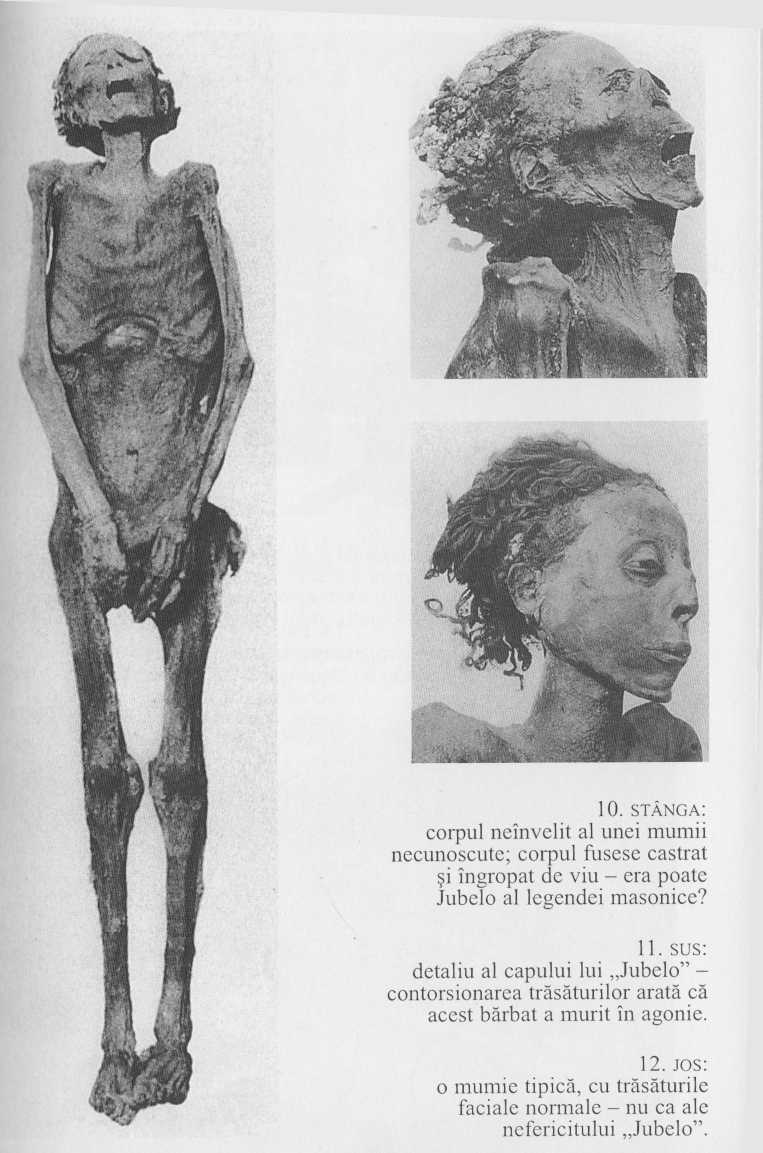 10. STÂNGA:
corpul neînvelit al unei mumii
necunoscute; corpul fusese castrat
şi îngropat de viu – era poate
Jubelo al legendei masonice?
11. SUS:
detaliu al capului lui „Jubelo” –
contorsionarea trăsăturilor arată că
acest bărbat a murit în agonie.
12. JOS:
o mumie tipică, cu trăsăturile
faciale normale – nu ca ale
nefericitului „Jubelo”.